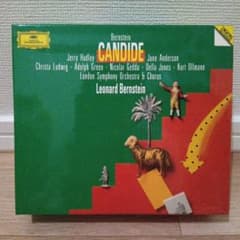 Bernstein
CANDIDE
Jerry Hadley
June Anderson
Christa Ludwig · Adolph Green · Nicolai Gedda · Della Jones · Kurt Ollmann
London Symphony Orchestra & Chorus
Leonard Bernstein